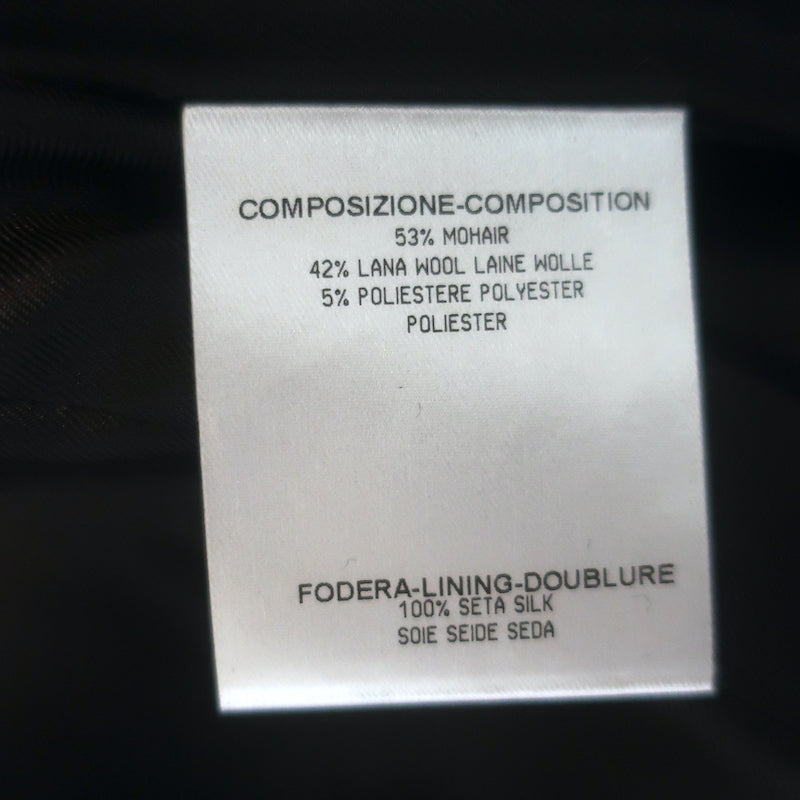 COMPOSIZIONE-COMPOSITION
53% MOHAIR
42% LANA WOOL LAINE WOLLE
5% POLIESTERE POLYESTER
POLIESTER
FODERA-LINING-DOUBLURE
100% SETA SILK
SOIE SEIDE SEDA